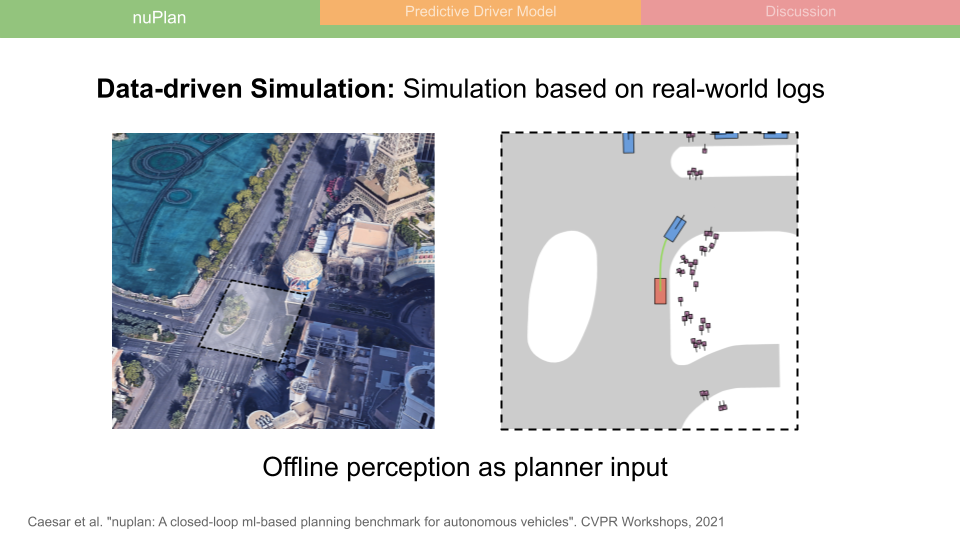 nuPlan
Predictive Driver Model
Discussion
Data-driven Simulation: Simulation based on real-world logs
Offline perception as planner input
Caesar et al. "nuplan: A closed-loop ml-based planning benchmark for autonomous vehicles". CVPR Workshops, 2021